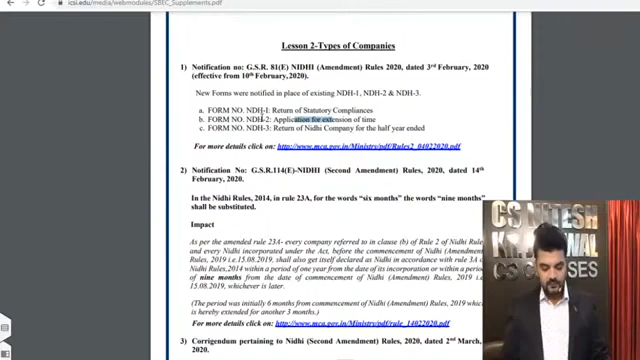 icsi.edu/media/webmodules/SBEC_Supplements.pdf
Lesson 2-Types of Companies
1) Notification no: G.S.R. 81(E) NIDHI (Amendment) Rules 2020, dated 3rd February, 2020
(effective from 10th February, 2020).
New Forms were notified in place of existing NDH-1, NDH-2 & NDH-3.
a. FORM NO. NDH-1: Return of Statutory Compliances
b. FORM NO. NDH-2: Application for extension of time
c. FORM NO. NDH-3: Return of Nidhi Company for the half year ended
For more details click on: http://www.mca.gov.in/Ministry/pdf/Rules2_04022020.pdf
2) Notification No: G.S.R.114(E)-NIDHI (Second Amendment) Rules, 2020, dated 14th
February, 2020.
In the Nidhi Rules, 2014, in rule 23A, for the words "six months" the words "nine months"
shall be substituted.
Impact
As per the amended rule 23A- every company referred to in clause (b) of Rule 2 of Nidhi Rule
and every Nidhi incorporated under the Act, before the commencement of Nidhi (Amendment)
Rules, 2019 i.e.15.08.2019 shall also get itself declared as Nidhi in accordance with rule 3A o
Nidhi Rules,2014 within a period of one year from the date of its incorporation or within a period
of nine months from the date of commencement of Nidhi (Amendment) Rules, 2019 i.e.
15.08.2019, whichever is later.
(The period was initially 6 months from commencement of Nidhi (Amendment) Rules, 2019 which
is hereby extended for another 3 months.)
For more details click on: http://www.mca.gov.in/Ministry/pdf/rule_14022020.pdf
3) Corrigendum pertaining to Nidhi (Second Amendment) Rules, 2020, dated 2nd March,
2020.
CS NITESH
KR.
CS